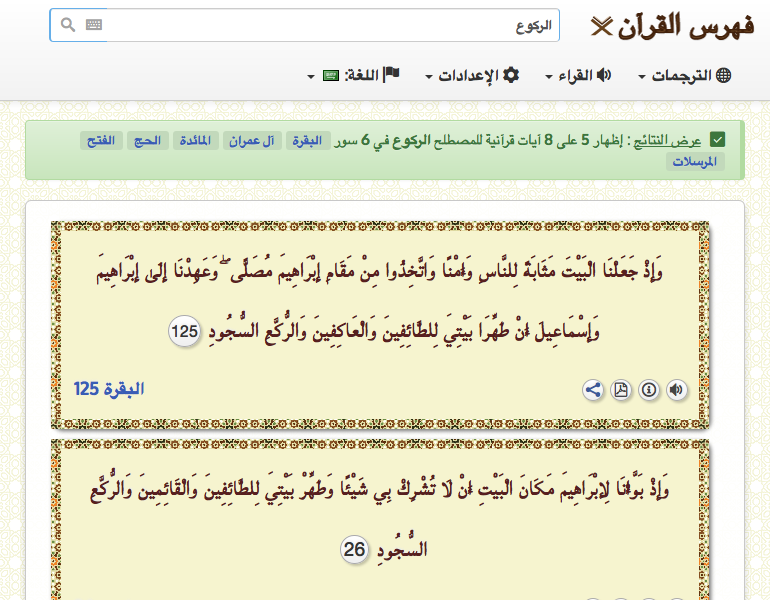 فهرس القرآن
الركوع
الترجمات
القراء
الإعدادات
اللغة:
عرض النتائج : إظهار 5 على 8 آيات قرآنية للمصطلح الركوع في 6 سور البقرة آل عمران المائدة الحج الفتح
المرسلات
وَإِذْ جَعَلْنَا الْبَيْتَ مَثَابَةً لِلنَّاسِ وَأَمْنًا وَاتَّخِذُوا مِنْ مَقَامِ إِبْرَاهِيمَ مُصَلًّى ۖ وَعَهِدْنَا إِلَىٰ إِبْرَاهِيمَ
وَإِسْمَاعِيلَ أَنْ طَهِّرَا بَيْتِيَ لِلطَّائِفِينَ وَالْعَاكِفِينَ وَالرُّكَّعِ السُّجُودِ 125
البقرة 125
وَإِذْ بَوَّأْنَا لِإِبْرَاهِيمَ مَكَانَ الْبَيْتِ أَنْ لَا تُشْرِكْ بِي شَيْئًا وَطَهِّرْ بَيْتِيَ لِلطَّائِفِينَ وَالْقَائِمِينَ وَالرُّكَّعِ
السُّجُودِ 26